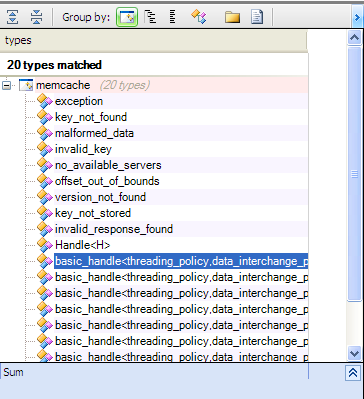 Group by:
types
20 types matched
memcache (20 types)
exception
key_not_found
malformed_data
invalid_key
no_available_servers
offset_out_of_bounds
version_not_found
key_not_stored
invalid_response_found
Handle<H>
basic_handle<threading_policy,data_interchange_p
basic_handle<threading_policy,data_interchange_p
basic_handle<threading_policy,data_interchange_p
basic_handle<threading_policy,data_interchange_p
basic_handle<threading_policy,data_interchange_p
basic_handle<threading_policy,data_interchange_p
basic_handle<threading_policy,data_interchange_p
Sum